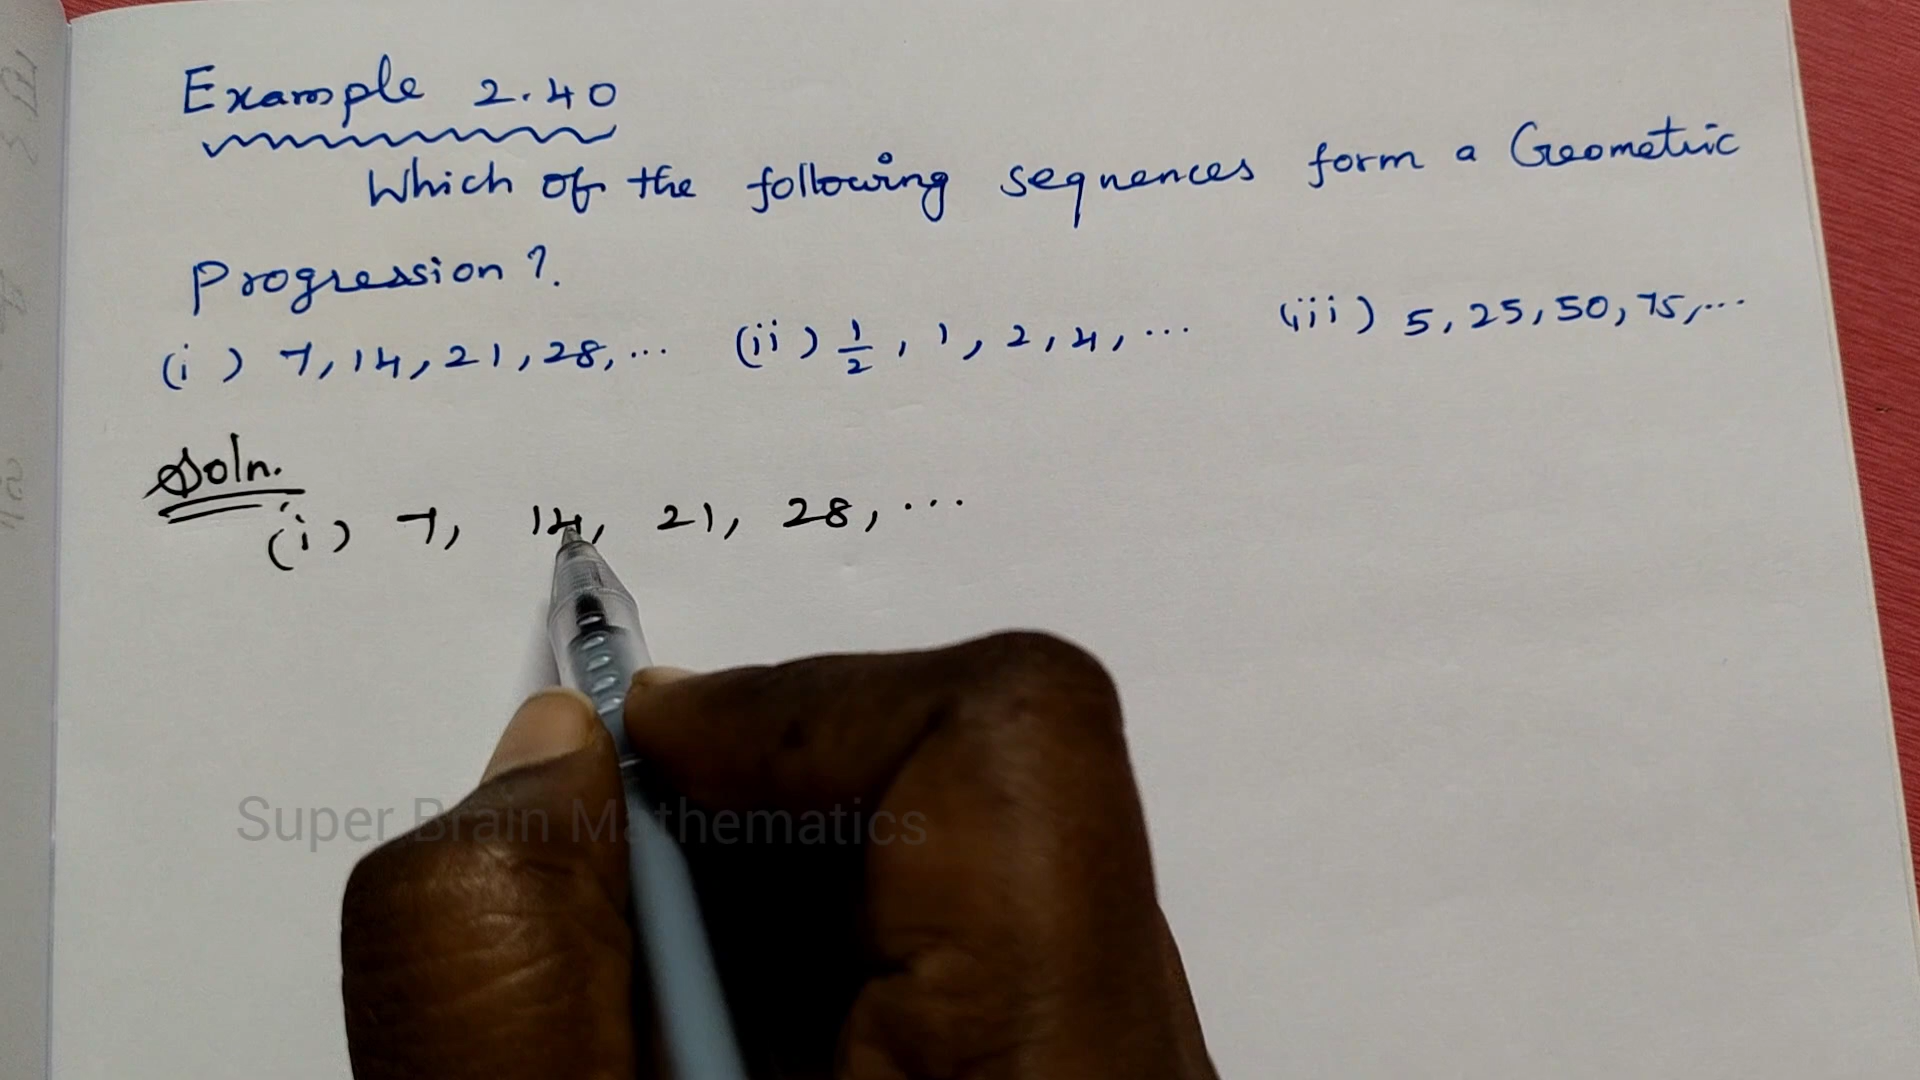 Example 2.40
Which of the following sequences form a Geometric
Progression?.
(i) 7, 14, 21, 28, ... (ii) 1/2, 1, 2, 4, ... (iii) 5, 25, 50, 75, ...
Soln.
(i) 7, 14, 21, 28, ...
Super Brain Mathematics